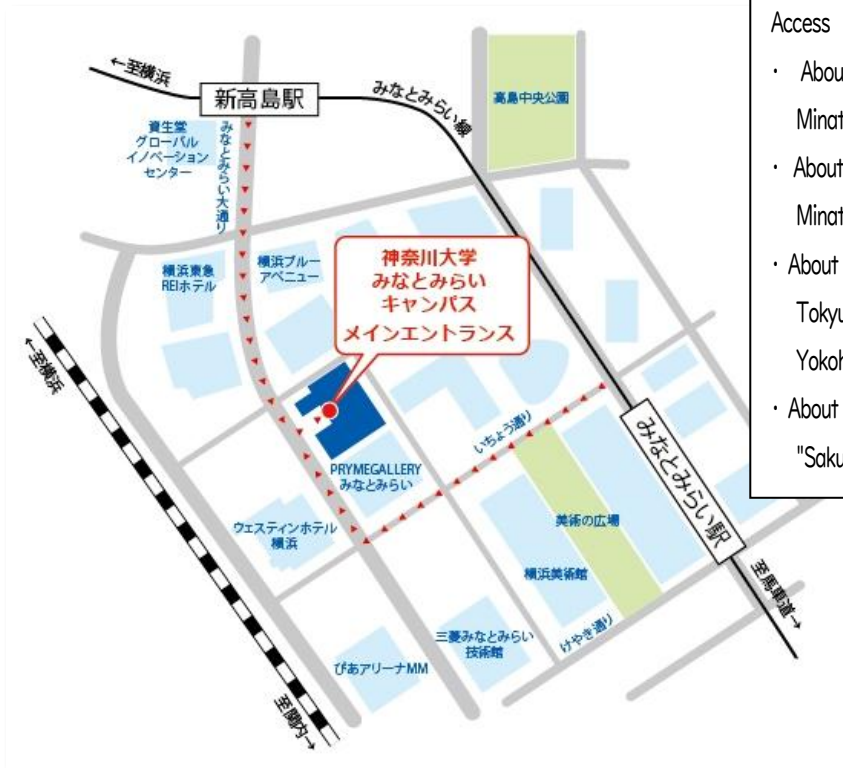 ←至横浜
新高島駅
みなとみらい線
高島中央公園
資生堂
グローバル
イノベーション
センター
みなとみらい大通り
横浜東急
REIホテル
横浜ブルー
アベニュー
神奈川大学
みなとみらい
キャンパス
メインエントランス
←至横浜
いちょう通り
PRYMEGALLERY
みなとみらい
みなとみらい駅
ウェスティンホテル
横浜
美術の広場
横浜美術館
至馬車道→
けやき通り
三菱みなとみらい
技術館
ぴあアリーナMM
至関内→
Access
・ Abou
Minat
・ About
Minat
・ About
Tokyu
Yokoh
・ About
"Saku